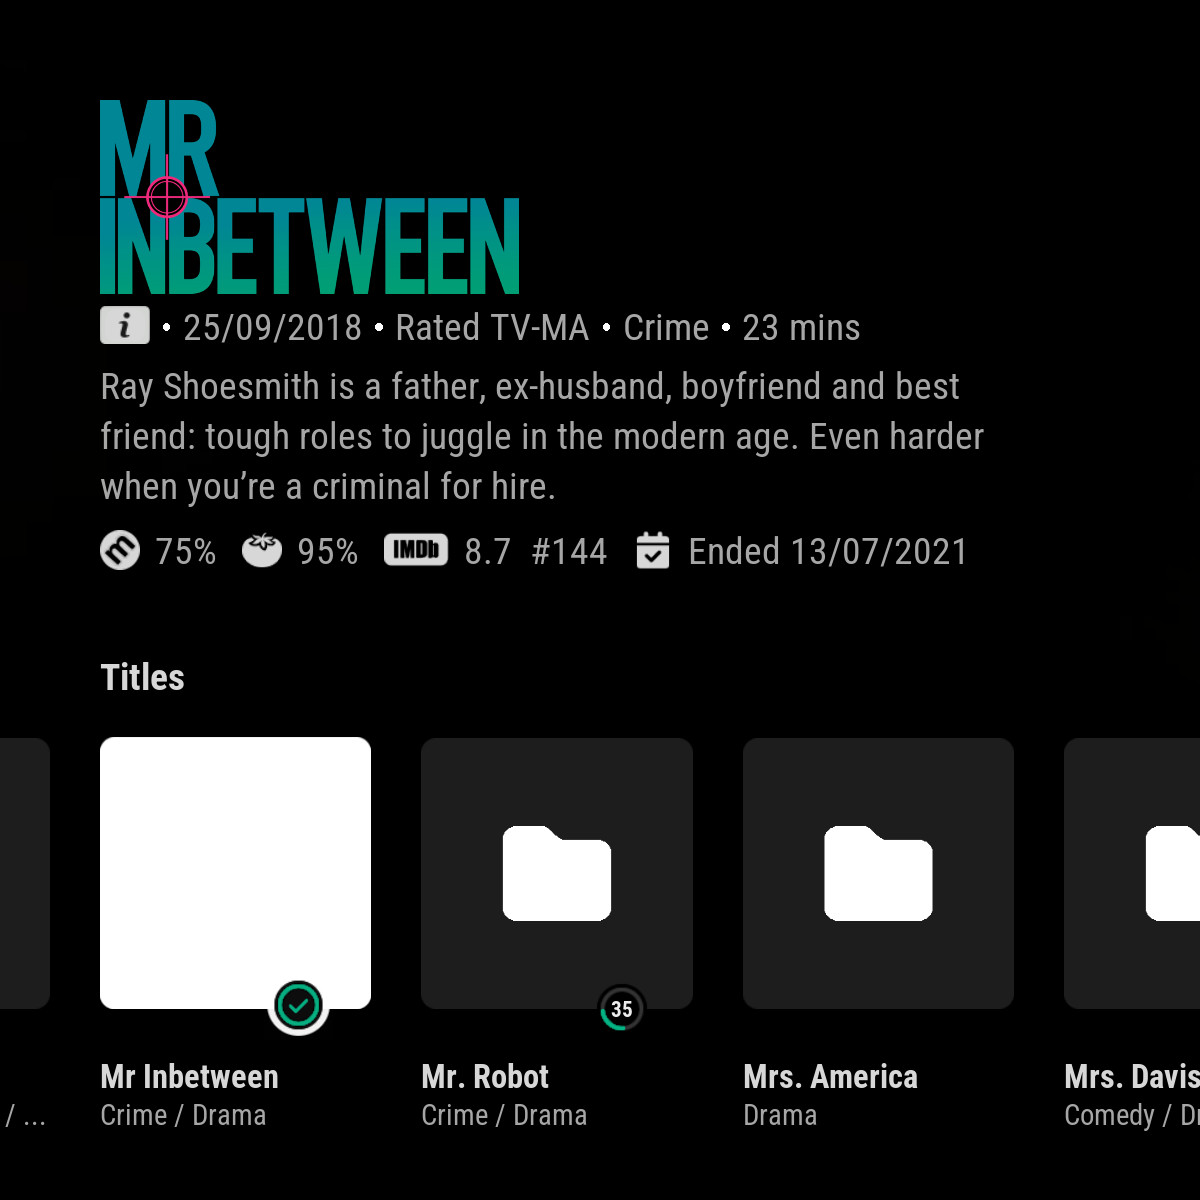 MR
INBETWEEN
i • 25/09/2018 • Rated TV-MA • Crime • 23 mins
Ray Shoesmith is a father, ex-husband, boyfriend and best
friend: tough roles to juggle in the modern age. Even harder
when you’re a criminal for hire.
m 75% 95% IMDb 8.7 #144 Ended 13/07/2021
Titles
35
Mr Inbetween Mr. Robot Mrs. America Mrs. Davis
/ ... Crime / Drama Crime / Drama Drama Comedy / Dr